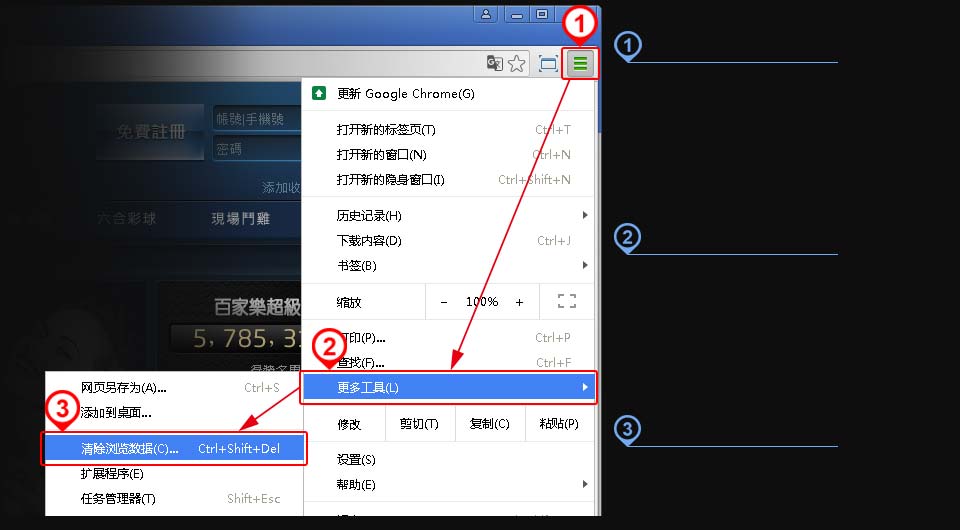 1
1
更新 Google Chrome(G)
免費註冊
帳號|手機號
打开新的标签页(T) Ctrl+T
密碼
打开新的窗口(N) Ctrl+N
打开新的隐身窗口(I) Ctrl+Shift+N
添加收
六合彩球 現場鬥雞
历史记录(H)
下载内容(D) Ctrl+J
2
书签(B)
缩放 − 100% +
百家樂超級
5, 785, 3
打印(P)... Ctrl+P
2
查找(F)... Ctrl+F
更多工具(L)
网页另存为(A)... Ctrl+S
添加到桌面...
3
修改 剪切(T) 复制(C) 粘贴(P)
3
清除浏览数据(C)... Ctrl+Shift+Del
设置(S)
扩展程序(E)
帮助(E)
任务管理器(T) Shift+Esc